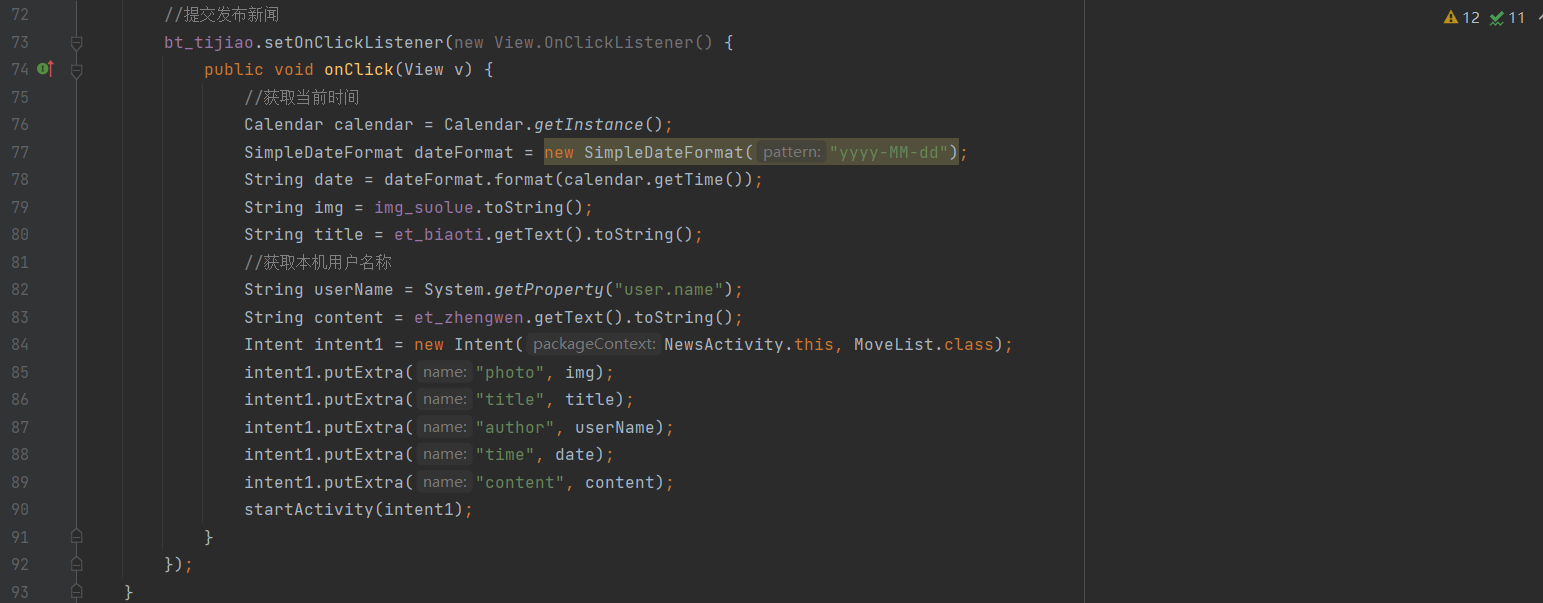 72 //提交发布新闻
73 bt_tijiao.setOnClickListener(new View.OnClickListener() {
74 public void onClick(View v) {
75 //获取当前时间
76 Calendar calendar = Calendar.getInstance();
77 SimpleDateFormat dateFormat = new SimpleDateFormat( pattern: "yyyy-MM-dd");
78 String date = dateFormat.format(calendar.getTime());
79 String img = img_suolue.toString();
80 String title = et_biaoti.getText().toString();
81 //获取本机用户名称
82 String userName = System.getProperty("user.name");
83 String content = et_zhengwen.getText().toString();
84 Intent intent1 = new Intent( packageContext: NewsActivity.this, MoveList.class);
85 intent1.putExtra( name: "photo", img);
86 intent1.putExtra( name: "title", title);
87 intent1.putExtra( name: "author", userName);
88 intent1.putExtra( name: "time", date);
89 intent1.putExtra( name: "content", content);
90 startActivity(intent1);
91 }
92 });
93 }
12 11